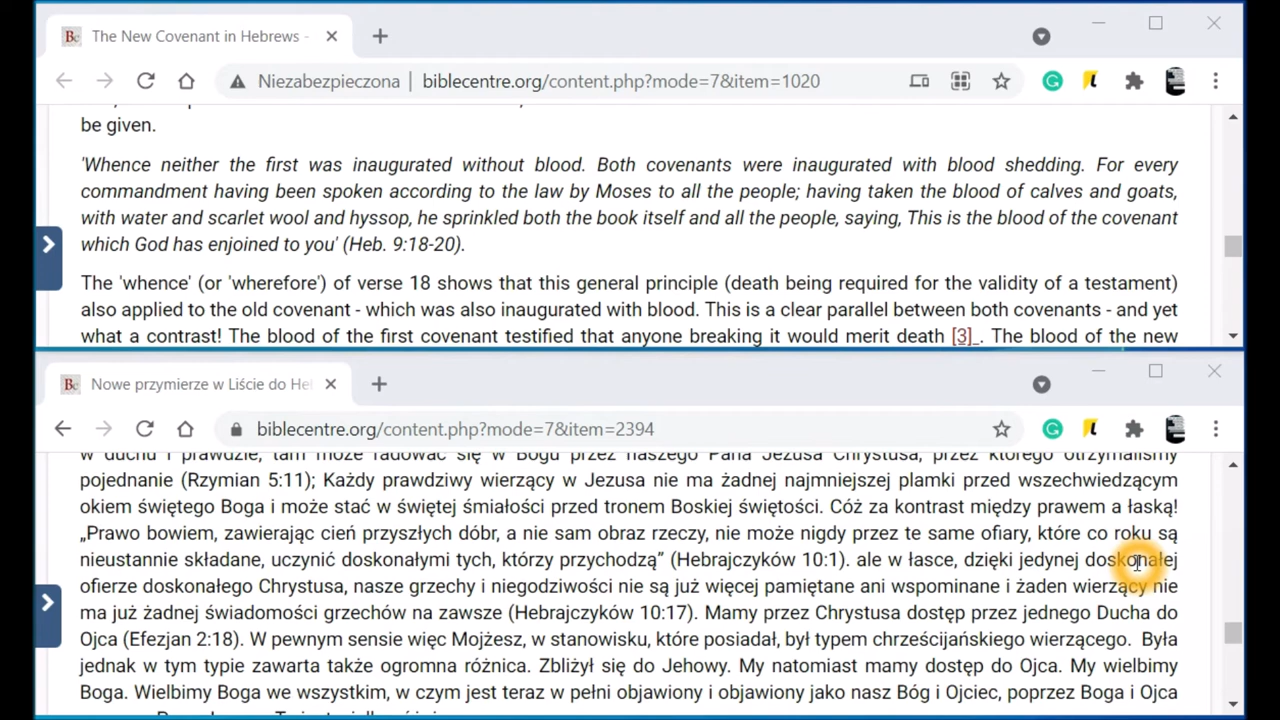 The New Covenant in Hebrews -
Niezabezpieczona | biblecentre.org/content.php?mode=7&item=1020
be given.
'Whence neither the first was inaugurated without blood. Both covenants were inaugurated with blood shedding. For every
commandment having been spoken according to the law by Moses to all the people; having taken the blood of calves and goats,
with water and scarlet wool and hyssop, he sprinkled both the book itself and all the people, saying, This is the blood of the covenant
which God has enjoined to you' (Heb. 9:18-20).
The 'whence' (or 'wherefore') of verse 18 shows that this general principle (death being required for the validity of a testament)
also applied to the old covenant - which was also inaugurated with blood. This is a clear parallel between both covenants - and yet
what a contrast! The blood of the first covenant testified that anyone breaking it would merit death [3] . The blood of the new
Nowe przymierze w Liście do He
biblecentre.org/content.php?mode=7&item=2394
w duchu i prawdzie, tam może radować się w Bogu przez naszego Pana Jezusa Chrystusa, przez którego otrzymaliśmy
pojednanie (Rzymian 5:11); Każdy prawdziwy wierzący w Jezusa nie ma żadnej najmniejszej plamki przed wszechwiedzącym
okiem świętego Boga i może stać w świętej śmiałości przed tronem Boskiej świętości. Cóż za kontrast między prawem a łaską!
„Prawo bowiem, zawierając cień przyszłych dóbr, a nie sam obraz rzeczy, nie może nigdy przez te same ofiary, które co roku są
nieustannie składane, uczynić doskonałymi tych, którzy przychodzą” (Hebrajczyków 10:1). ale w łasce, dzięki jedynej doskonałej
ofierze doskonałego Chrystusa, nasze grzechy i niegodziwości nie są już więcej pamiętane ani wspominane i żaden wierzący nie
ma już żadnej świadomości grzechów na zawsze (Hebrajczyków 10:17). Mamy przez Chrystusa dostęp przez jednego Ducha do
Ojca (Efezjan 2:18). W pewnym sensie więc Mojżesz, w stanowisku, które posiadał, był typem chrześcijańskiego wierzącego. Była
jednak w tym typie zawarta także ogromna różnica. Zbliżył się do Jehowy. My natomiast mamy dostęp do Ojca. My wielbimy
Boga. Wielbimy Boga we wszystkim, w czym jest teraz w pełni objawiony i objawiony jako nasz Bóg i Ojciec, poprzez Boga i Ojca